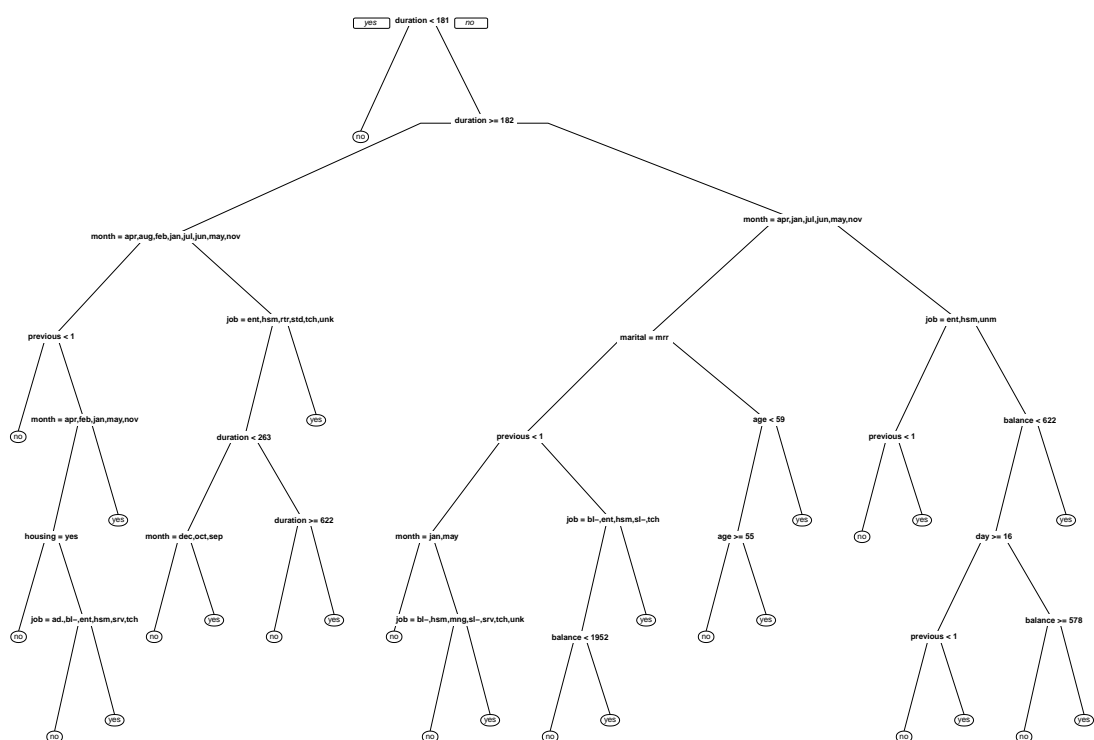 yes duration < 181 no
no
duration >= 182
month = apr,jan,jul,jun,may,nov
month = apr,aug,feb,jan,jul,jun,may,nov
job = ent,hsm,rtr,std,tch,unk
job = ent,hsm,unm
previous < 1
marital = mrr
month = apr,feb,jan,may,nov
yes
age < 59
balance < 622
no
duration < 263
previous < 1
previous < 1
yes
duration >= 622
job = bl−,ent,hsm,sl−,tch
yes
yes
housing = yes
month = dec,oct,sep
month = jan,may
age >= 55
no
day >= 16
job = ad.,bl−,ent,hsm,srv,tch
yes
yes
job = bl−,hsm,mng,sl−,srv,tch,unk
yes
yes
balance >= 578
no
no
no
no
balance < 1952
no
previous < 1
yes
yes
yes
yes
yes
no
no
no
no
no